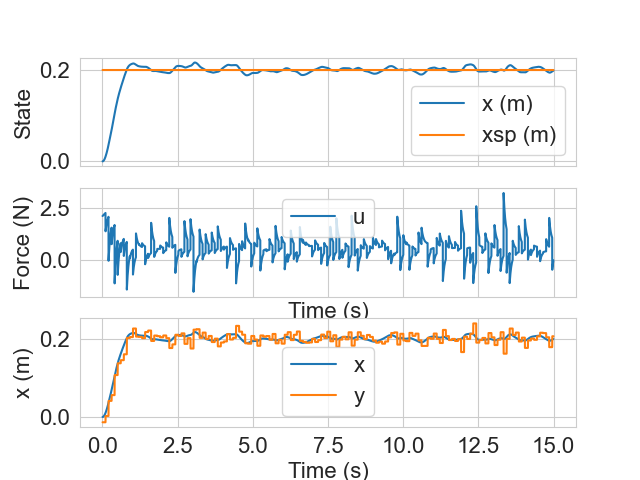 0.2
0.0
State
x (m)
xsp (m)
2.5
0.0
Force (N)
u
Time (s)
0.2
0.0
x (m)
x
y
0.0 2.5 5.0 7.5 10.0 12.5 15.0
Time (s)